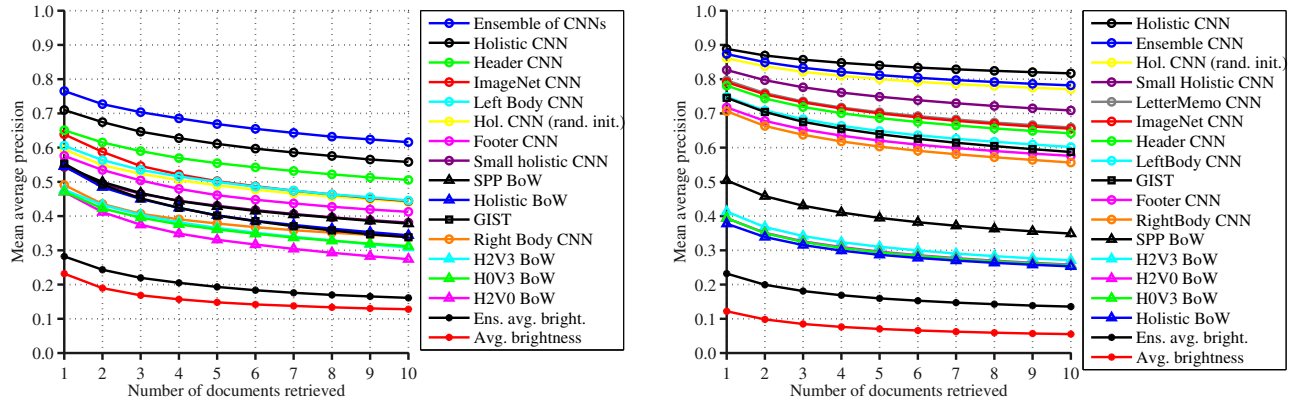 1.0
0.9
0.8
0.7
0.6
0.5
0.4
0.3
0.2
0.1
0.0
Mean average precision
1 2 3 4 5 6 7 8 9 10
Number of documents retrieved
Ensemble of CNNs
Holistic CNN
Header CNN
ImageNet CNN
Left Body CNN
Hol. CNN (rand. init.)
Footer CNN
Small holistic CNN
SPP BoW
Holistic BoW
GIST
Right Body CNN
H2V3 BoW
H0V3 BoW
H2V0 BoW
Ens. avg. bright.
Avg. brightness
1.0
0.9
0.8
0.7
0.6
0.5
0.4
0.3
0.2
0.1
0.0
Mean average precision
1 2 3 4 5 6 7 8 9 10
Number of documents retrieved
Holistic CNN
Ensemble CNN
Hol. CNN (rand. init.)
Small Holistic CNN
LetterMemo CNN
ImageNet CNN
Header CNN
LeftBody CNN
GIST
Footer CNN
RightBody CNN
SPP BoW
H2V3 BoW
H2V0 BoW
H0V3 BoW
Holistic BoW
Ens. avg. bright.
Avg. brightness